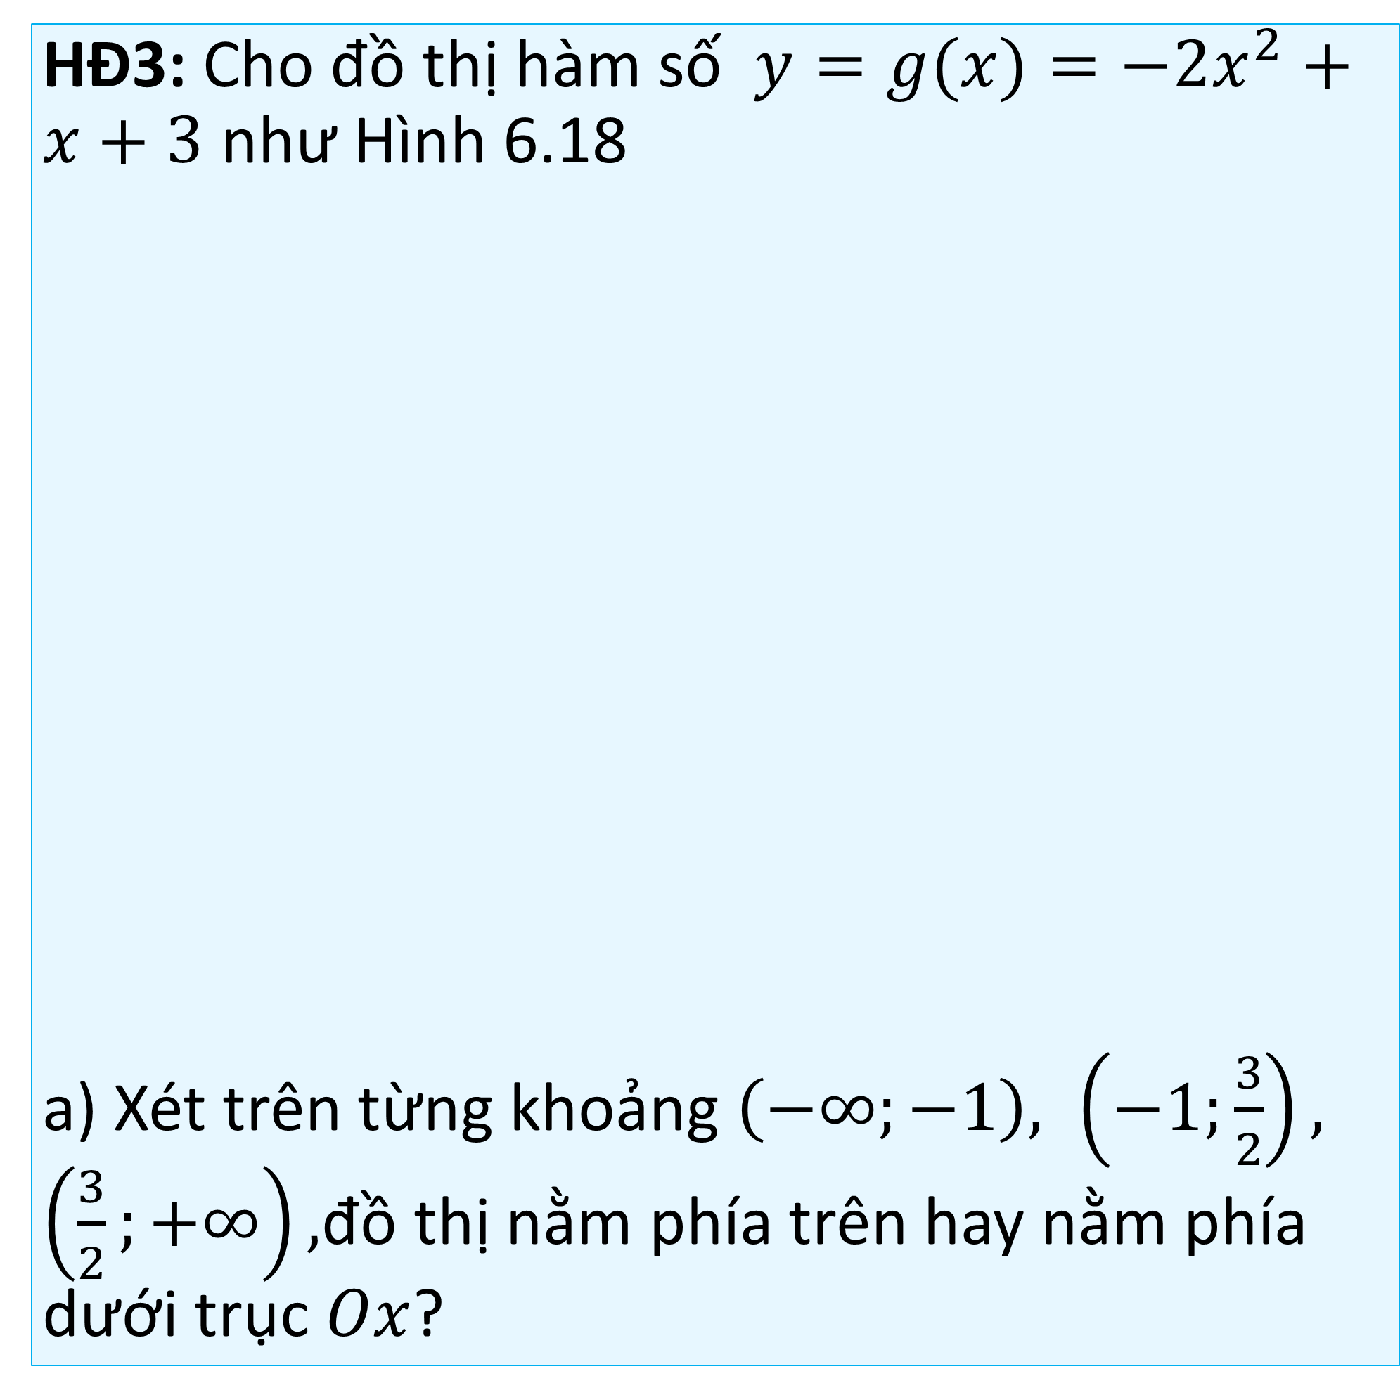 HĐ3: Cho đồ thị hàm số y = g(x) = −2x² +
x + 3 như Hình 6.18
a) Xét trên từng khoảng (−∞; −1), (−1; 3/2),
(3/2; +∞) ,đồ thị nằm phía trên hay nằm phía
dưới trục Ox?